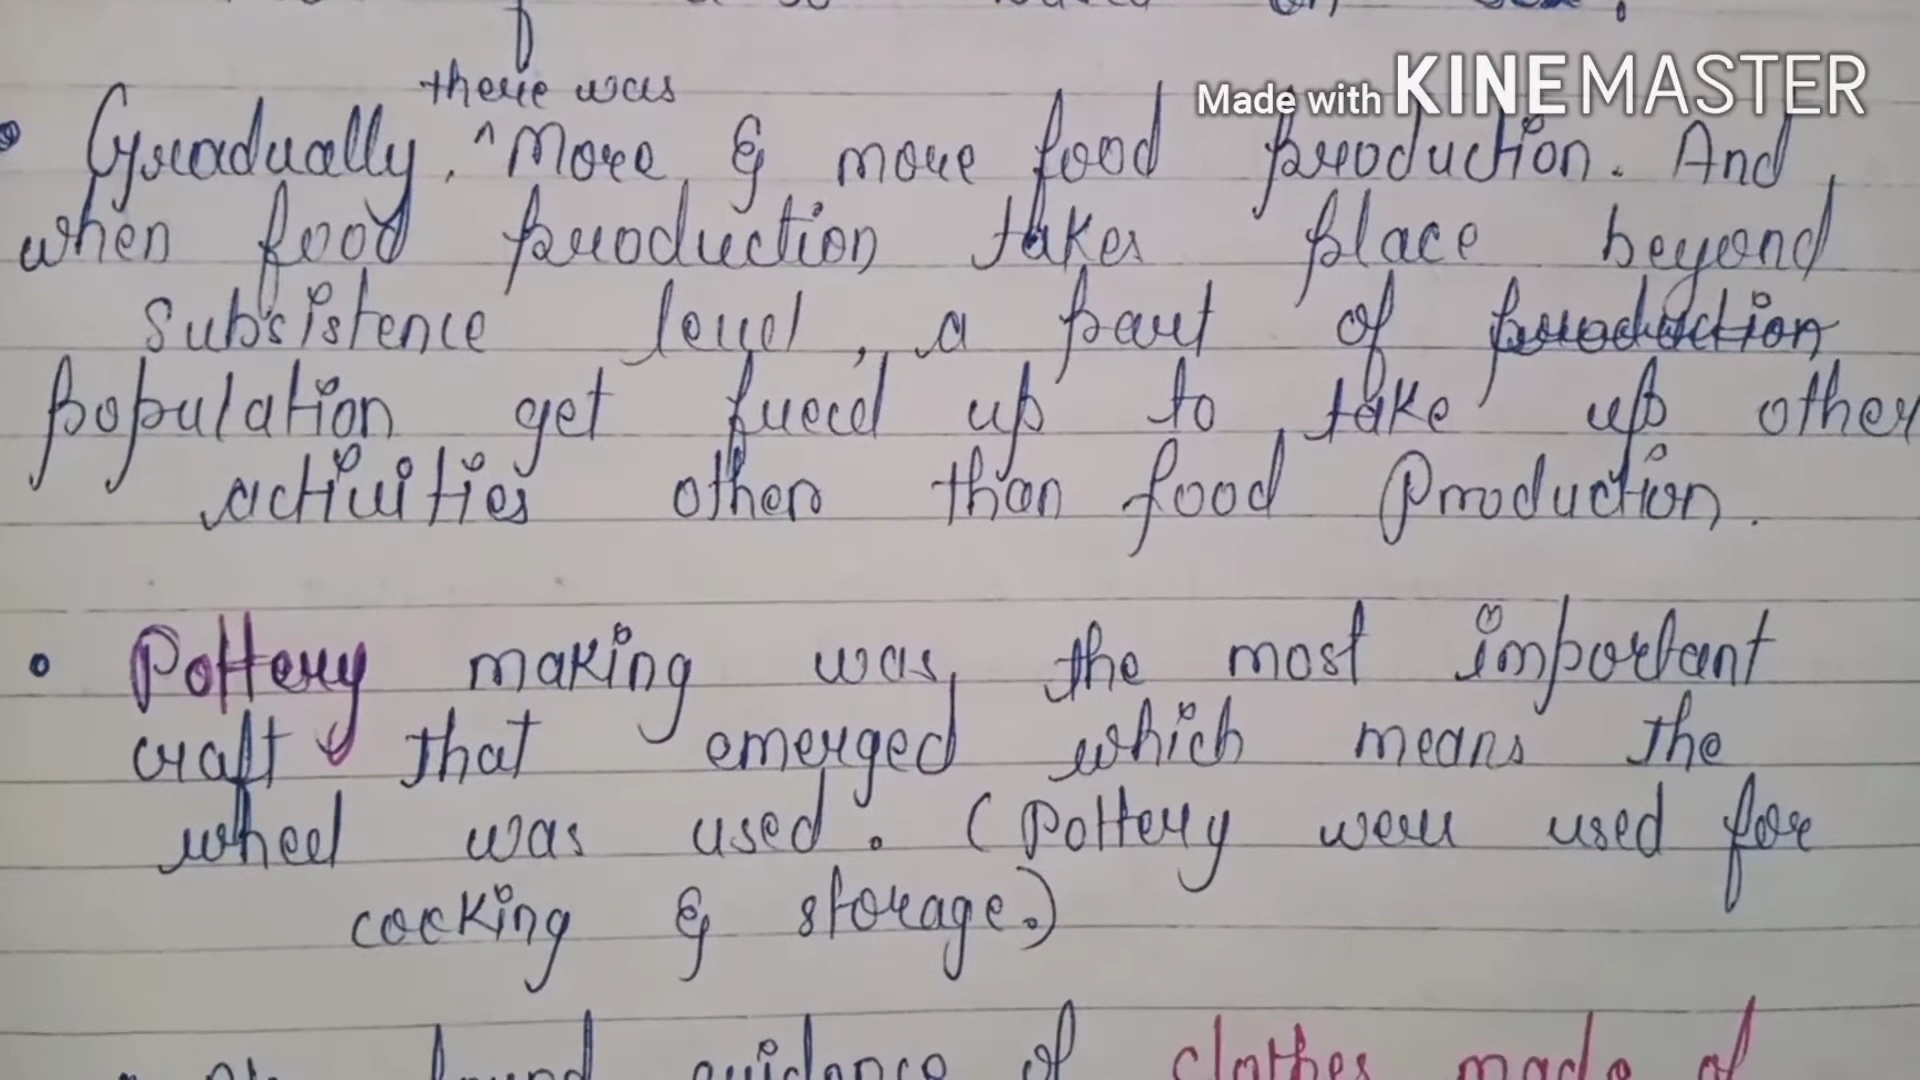 Made with KINEMASTER
there was
• Gradually, ^ More & more food production. And,
when food production takes place beyond
subsistence level, a part of production
population get freed up to take up other
activities other than food production.
• Pottery making was the most important
craft that emerged which means the
wheel was used. (Pottery were used for
cooking & storage.)
found evidance of clothes made of